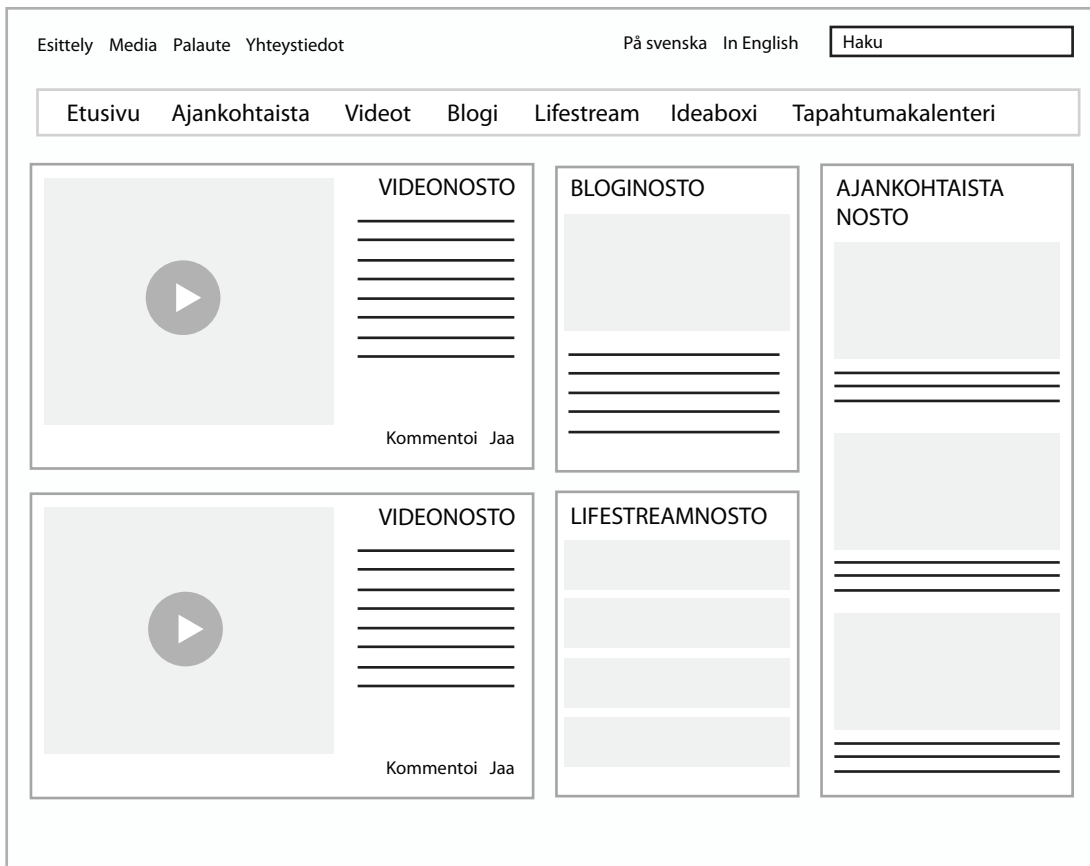 Esittely Media Palaute Yhteystiedot
På svenska In English
Haku
Etusivu Ajankohtaista Videot Blogi Lifestream Ideaboxi Tapahtumakalenteri
VIDEONOSTO
Kommentoi Jaa
BLOGINOSTO
AJANKOHTAISTA
NOSTO
VIDEONOSTO
Kommentoi Jaa
LIFESTREAMNOSTO